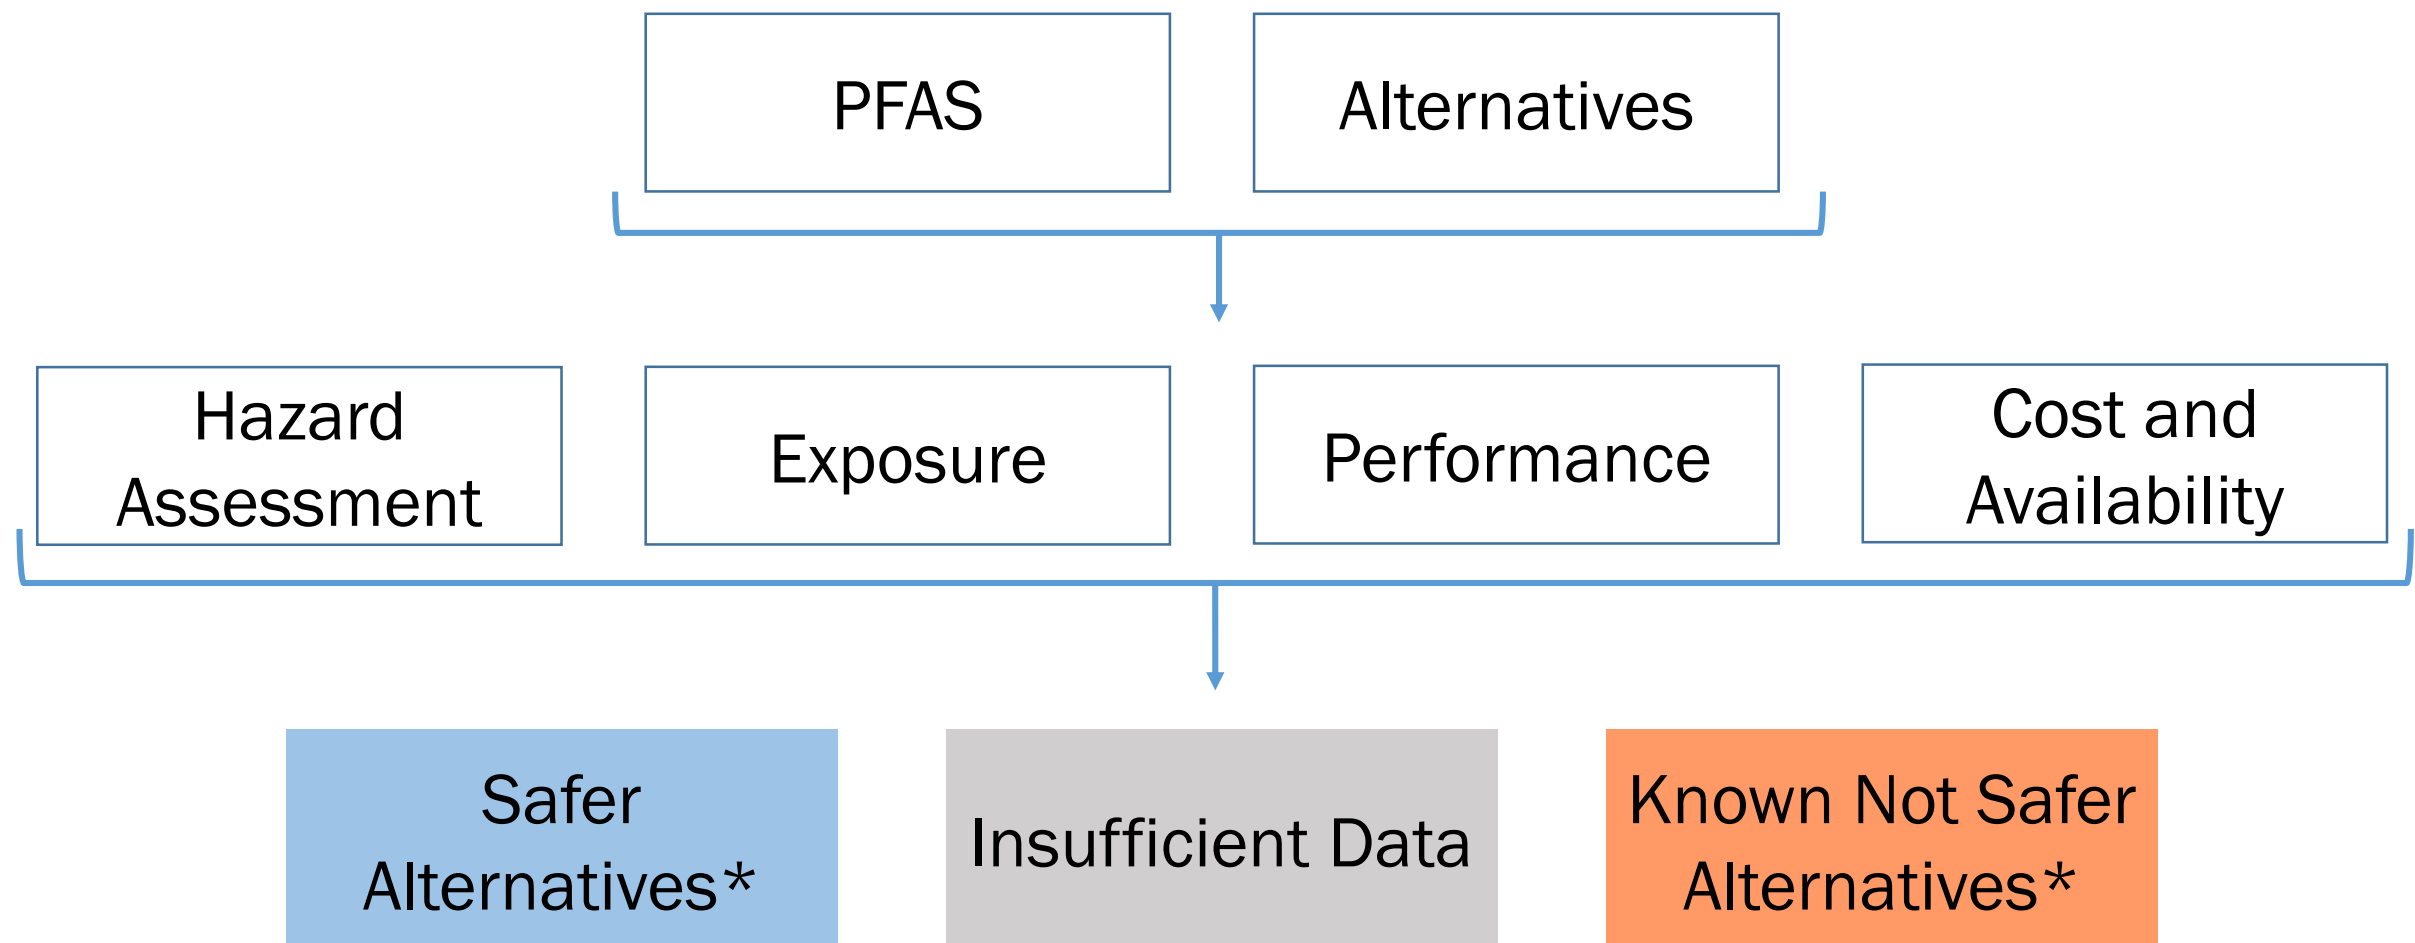 PFAS
Alternatives
Hazard
Assessment
Exposure
Performance
Cost and
Availability
Safer
Alternatives*
Insufficient Data
Known Not Safer
Alternatives*